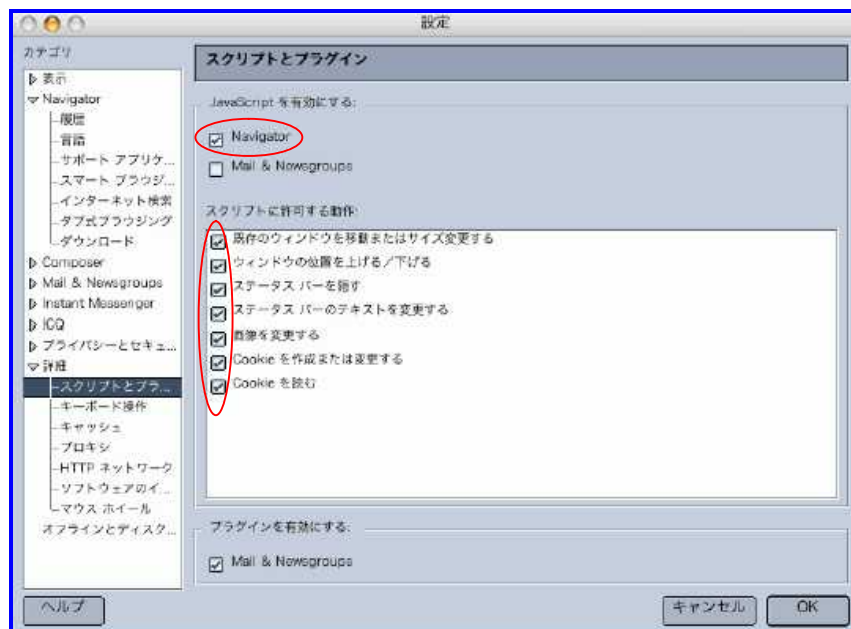 設定
カテゴリ
表示
Navigator
履歴
言語
サポート アプリケ...
スマート ブラウジ...
インターネット検索
タブ式ブラウジング
ダウンロード
Composer
Mail & Newsgroups
Instant Messenger
ICQ
プライバシーとセキュ...
詳細
スクリプトとプラ...
キーボード操作
キャッシュ
プロキシ
HTTP ネットワーク
ソフトウェアのイ...
マウス ホイール
オフラインとディスク...
スクリプトとプラグイン
JavaScript を有効にする:
Navigator
Mail & Newsgroups
スクリプトに許可する動作:
既存のウィンドウを移動またはサイズ変更する
ウィンドウの位置を上げる／下げる
ステータス バーを隠す
ステータス バーのテキストを変更する
画像を変更する
Cookie を作成または変更する
Cookie を読む
プラグインを有効にする:
Mail & Newsgroups
ヘルプ
キャンセル
OK